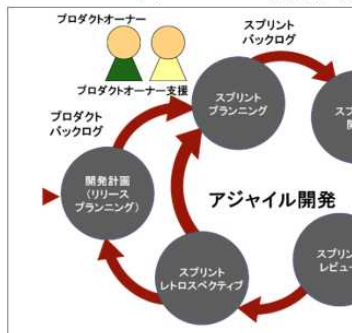 プロダクトオーナー
スプリント
バックログ
プロダクトオーナー支援
スプリント
プランニング
プロダクト
バックログ
開発計画
(リリース
プランニング)
アジャイル開発
スプリント
レトロスペクティブ